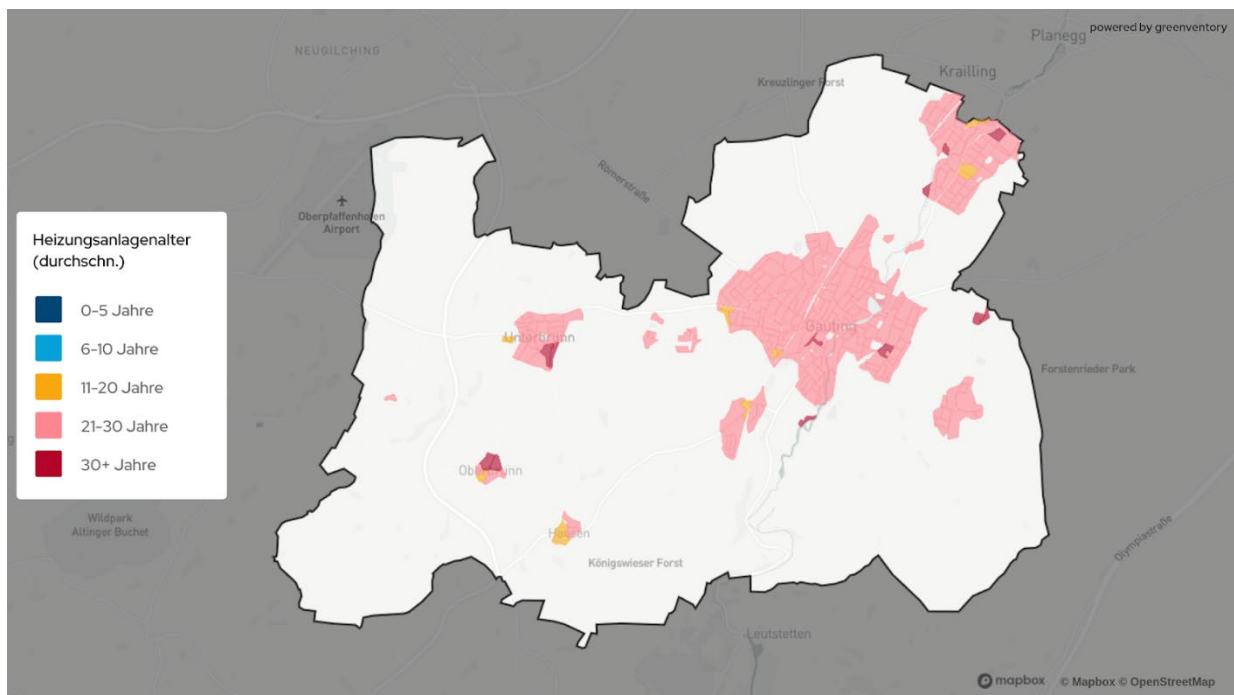 powered by greenventory
Planegg
NEUGILCHING
Krailling
Kreuzlinger Forst
Römerstraße
Oberpfaffenhofen
Airport
Heizungsanlagenalter
(durchschn.)
0-5 Jahre
6-10 Jahre
11-20 Jahre
21-30 Jahre
30+ Jahre
Unterbrunn
Gauting
Forstenrieder Park
Oberbrunn
Wildpark
Altinger Buchet
Hausen
Königswieser Forst
Olympiastraße
Leutstetten
mapbox © Mapbox © OpenStreetMap